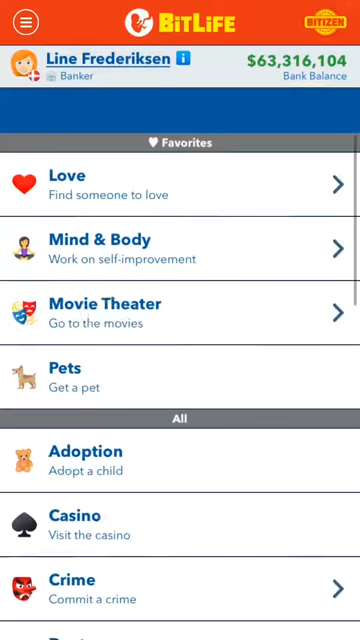 BitLife
BITIZEN
Line Frederiksen
$63,316,104
Banker
Bank Balance
Favorites
Love
Find someone to love
Mind & Body
Work on self-improvement
Movie Theater
Go to the movies
Pets
Get a pet
All
Adoption
Adopt a child
Casino
Visit the casino
Crime
Commit a crime